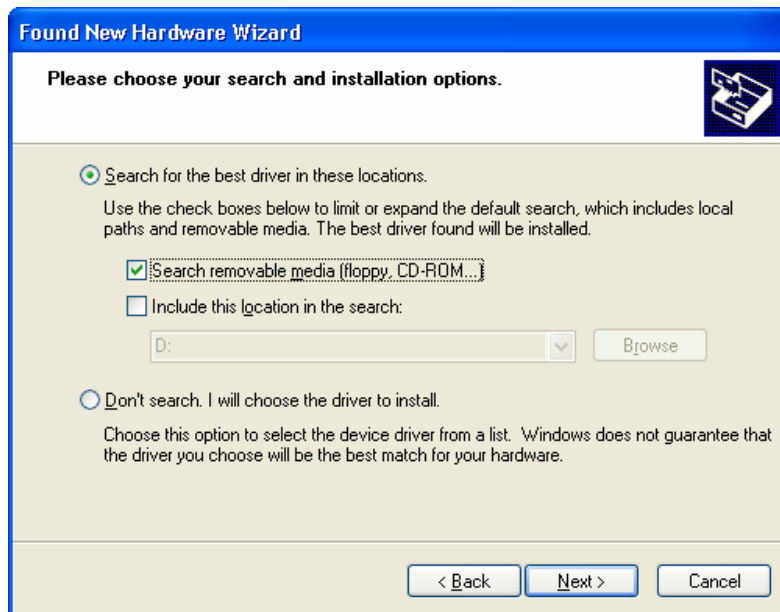 Found New Hardware Wizard
Please choose your search and installation options.
Search for the best driver in these locations.
Use the check boxes below to limit or expand the default search, which includes local
paths and removable media. The best driver found will be installed.
Search removable media (floppy, CD-ROM...)
Include this location in the search:
D:
Browse
Don't search. I will choose the driver to install.
Choose this option to select the device driver from a list. Windows does not guarantee that
the driver you choose will be the best match for your hardware.
< Back
Next >
Cancel